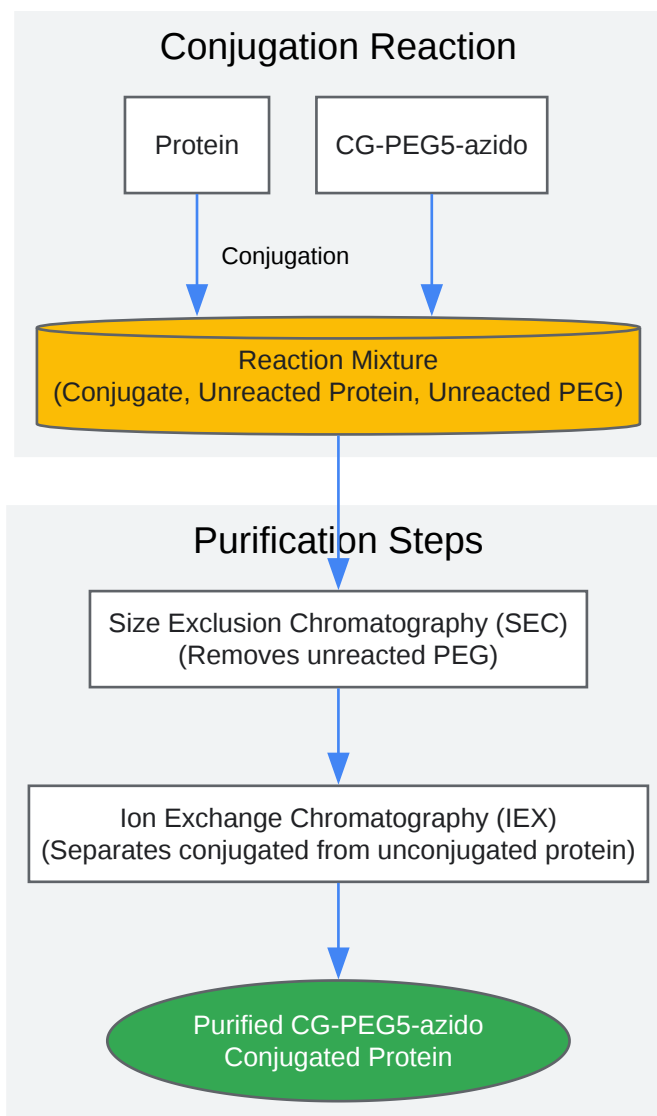 Conjugation Reaction
Protein
CG-PEG5-azido
Conjugation
Reaction Mixture
(Conjugate, Unreacted Protein, Unreacted PEG)
Purification Steps
Size Exclusion Chromatography (SEC)
(Removes unreacted PEG)
Ion Exchange Chromatography (IEX)
(Separates conjugated from unconjugated protein)
Purified CG-PEG5-azido
Conjugated Protein